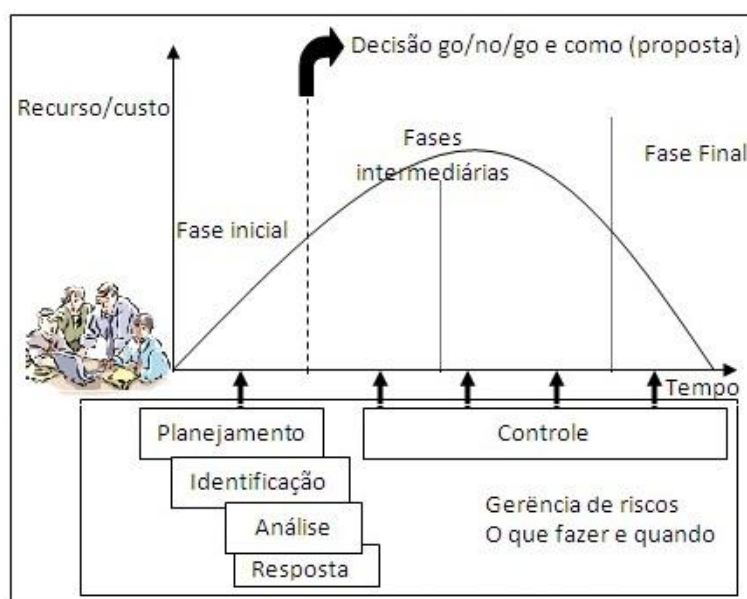 Decisão go/no/go e como (proposta)
Recurso/custo
Fases
intermediárias
Fase Final
Fase inicial
Tempo
Planejamento
Controle
Identificação
Análise
Resposta
Gerência de riscos
O que fazer e quando